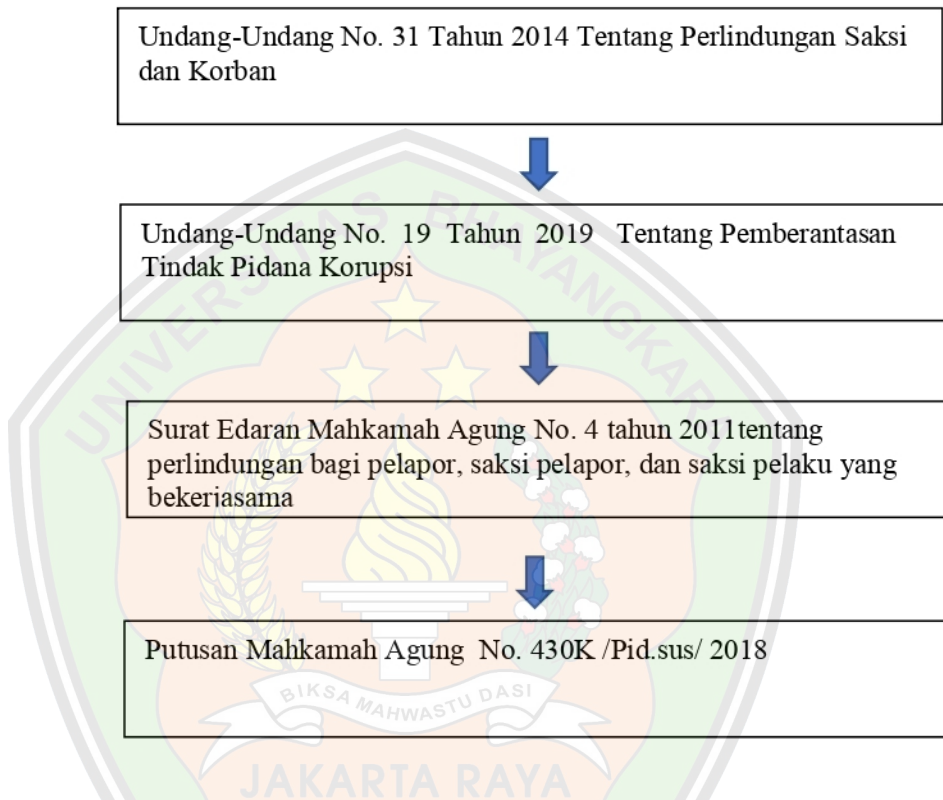 Undang-Undang No. 31 Tahun 2014 Tentang Perlindungan Saksi
dan Korban
UNIVERSITAS BHAYANGKARA
Undang-Undang No. 19 Tahun 2019 Tentang Pemberantasan
Tindak Pidana Korupsi
Surat Edaran Mahkamah Agung No. 4 tahun 2011tentang
perlindungan bagi pelapor, saksi pelapor, dan saksi pelaku yang
bekerjasama
Putusan Mahkamah Agung No. 430K /Pid.sus/ 2018
BIKSA MAHWASTU DASI
JAKARTA RAYA